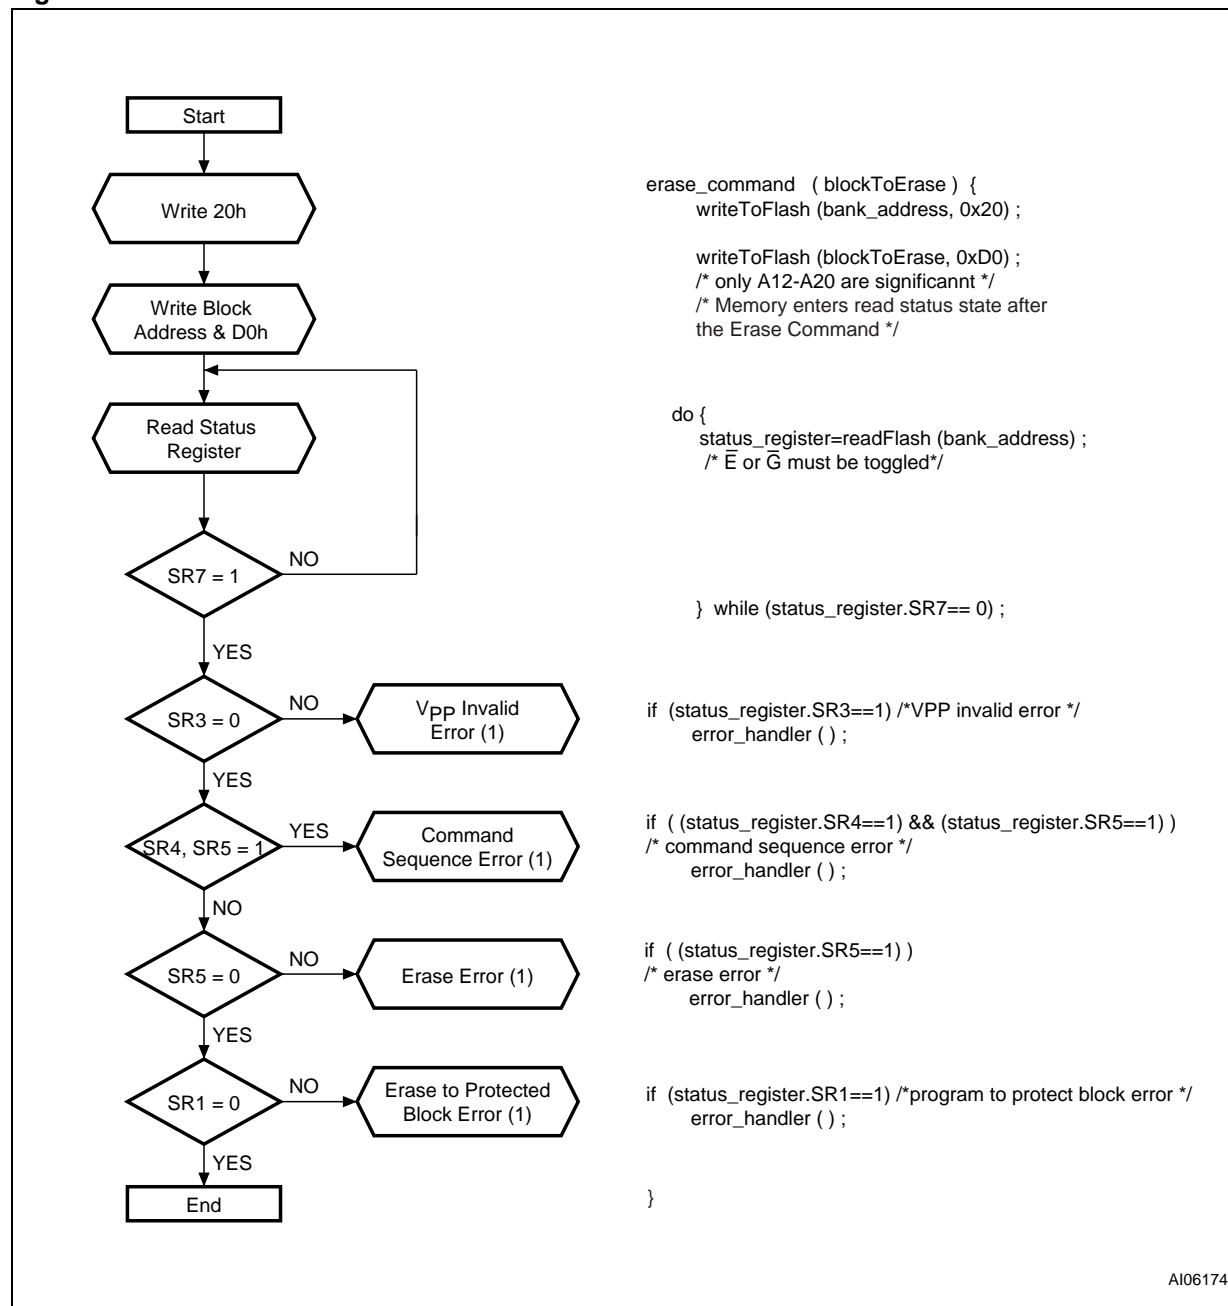 Start
Write 20h
Write Block
Address & D0h
Read Status
Register
SR7 = 1
NO
YES
SR3 = 0
NO
VPP Invalid
Error (1)
YES
SR4, SR5 = 1
YES
Command
Sequence Error (1)
NO
SR5 = 0
NO
Erase Error (1)
YES
SR1 = 0
NO
Erase to Protected
Block Error (1)
YES
End
erase_command ( blockToErase ) {
writeToFlash (bank_address, 0x20) ;
writeToFlash (blockToErase, 0xD0) ;
/* only A12-A20 are significannt */
/* Memory enters read status state after
the Erase Command */
do {
status_register=readFlash (bank_address) ;
/* E̅ or G̅ must be toggled*/
} while (status_register.SR7== 0) ;
if (status_register.SR3==1) /*VPP invalid error */
error_handler ( ) ;
if ( (status_register.SR4==1) && (status_register.SR5==1) )
/* command sequence error */
error_handler ( ) ;
if ( (status_register.SR5==1) )
/* erase error */
error_handler ( ) ;
if (status_register.SR1==1) /*program to protect block error */
error_handler ( ) ;
}
AI06174